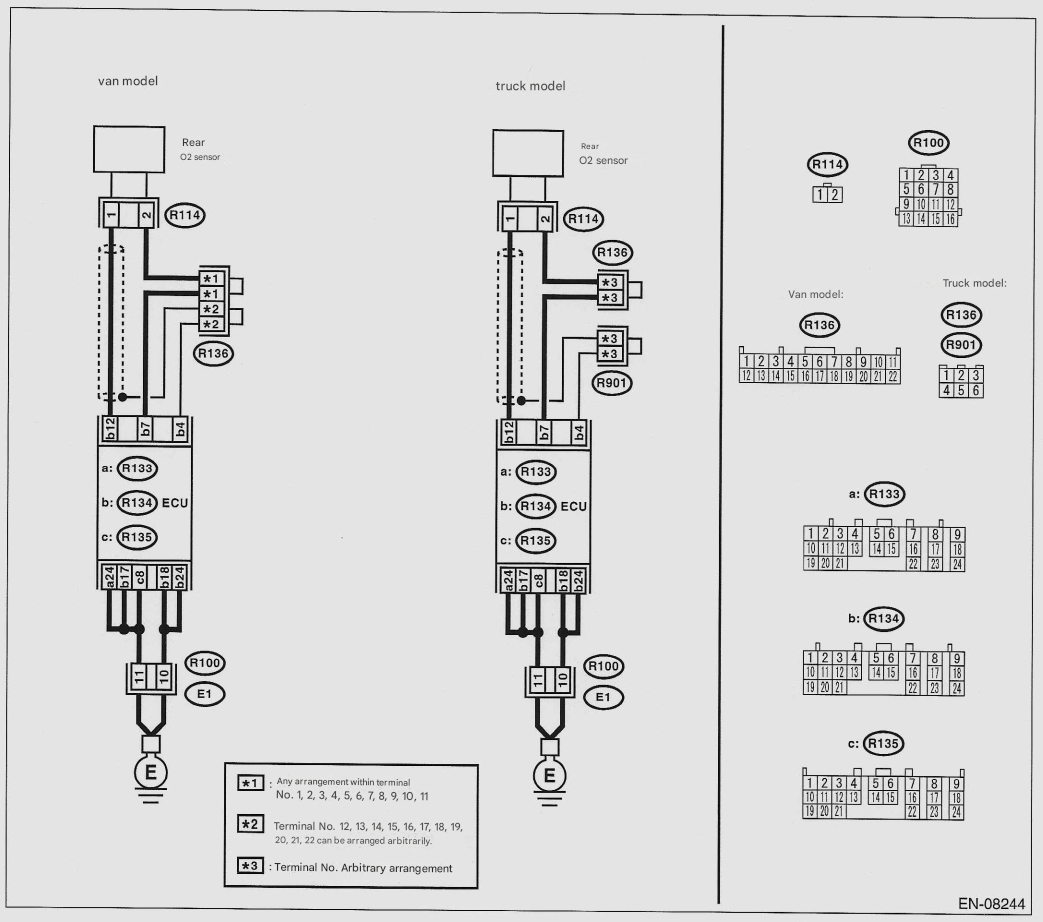 van model
Rear
O2 sensor
1 2
R114
*1
*1
*2
*2
R136
b12 b7 b4
a: R133
b: R134 ECU
c: R135
a24 b17 c8 b18 b24
11 10
R100
E1
E
truck model
Rear
O2 sensor
1 2
R114
R136
*3
*3
*3
*3
R901
b12 b7 b4
a: R133
b: R134 ECU
c: R135
a24 b17 c8 b18 b24
11 10
R100
E1
E
*1 : Any arrangement within terminal
No. 1, 2, 3, 4, 5, 6, 7, 8, 9, 10, 11
*2 Terminal No. 12, 13, 14, 15, 16, 17, 18, 19,
20, 21, 22 can be arranged arbitrarily.
*3 : Terminal No. Arbitrary arrangement
R114
1 2
R100
1 2 3 4
5 6 7 8
9 10 11 12
13 14 15 16
Van model:
R136
1 2 3 4 5 6 7 8 9 10 11
12 13 14 15 16 17 18 19 20 21 22
Truck model:
R136
R901
1 2 3
4 5 6
a: R133
1 2 3 4 5 6 7 8 9
10 11 12 13 14 15 16 17 18
19 20 21 22 23 24
b: R134
1 2 3 4 5 6 7 8 9
10 11 12 13 14 15 16 17 18
19 20 21 22 23 24
c: R135
1 2 3 4 5 6 7 8 9
10 11 12 13 14 15 16 17 18
19 20 21 22 23 24
EN-08244